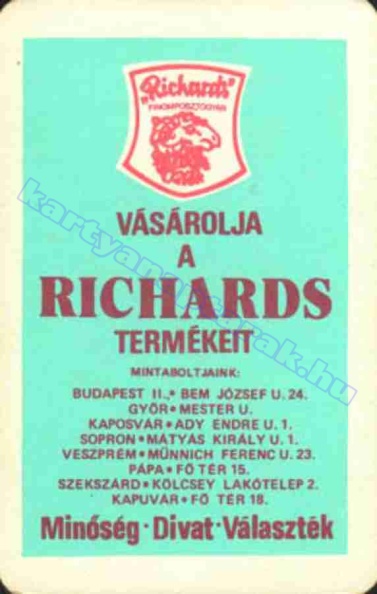 „Richards"
FINOMPOSZTÓGYÁR
VÁSÁROLJA
A
RICHARDS
TERMÉKEIT
MINTABOLTJAINK:
BUDAPEST II.,• BEM JÓZSEF U. 24.
GYŐR • MESTER U.
KAPOSVÁR • ADY ENDRE U. 1.
SOPRON • MÁTYÁS KIRÁLY U. 1.
VESZPRÉM • MÜNNICH FERENC U. 23.
PÁPA • FŐ TÉR 15.
SZEKSZÁRD • KÖLCSEY LAKÓTELEP 2.
KAPUVÁR • FŐ TÉR 18.
Minőség · Divat · Választék
kartyanaptarak.hu